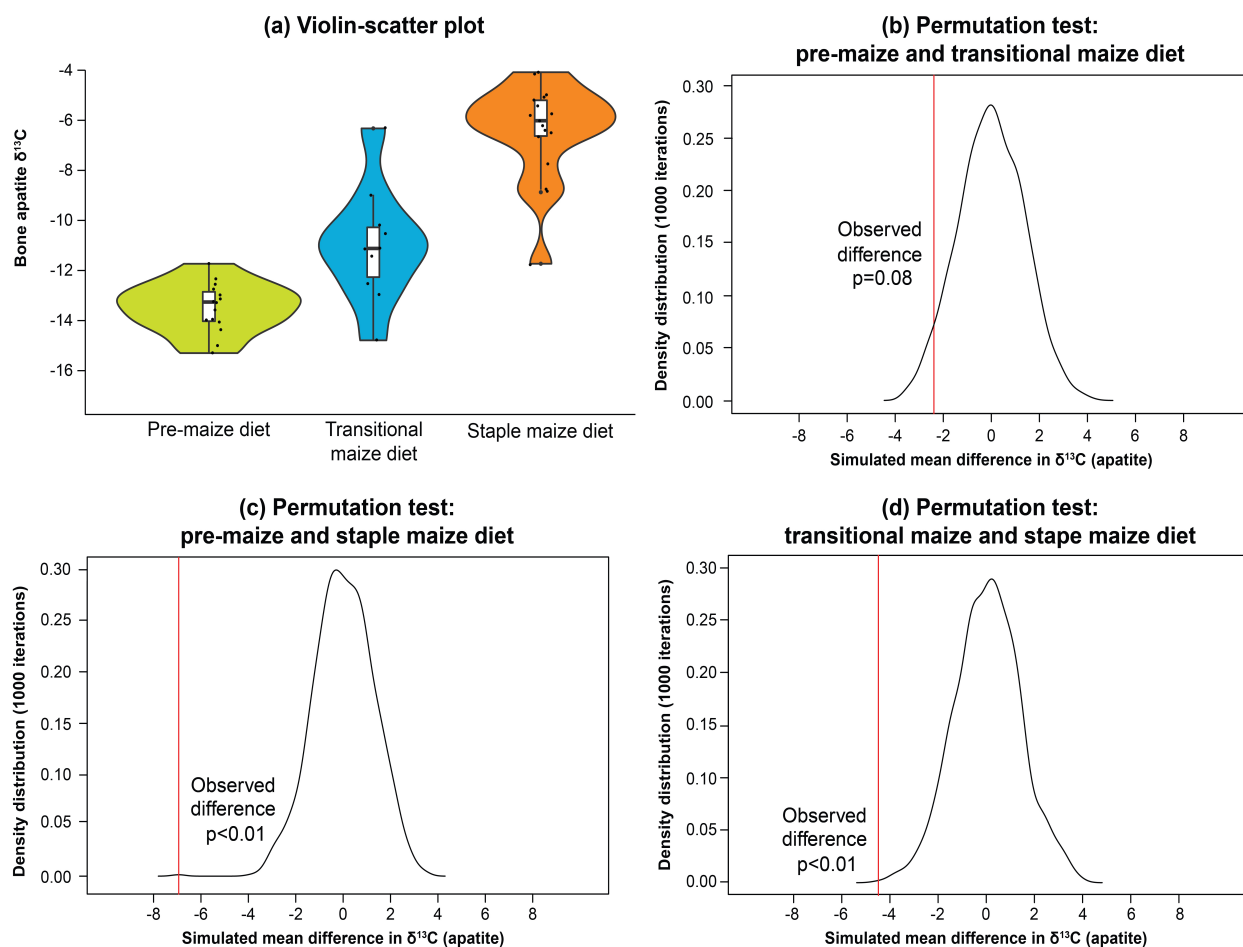 (a) Violin-scatter plot
Bone apatite δ¹³C
-4
-6
-8
-10
-12
-14
-16
Pre-maize diet
Transitional
maize diet
Staple maize diet
(b) Permutation test:
pre-maize and transitional maize diet
Density distribution (1000 iterations)
0.30
0.25
0.20
0.15
0.10
0.05
0.00
Observed
difference
p=0.08
-8 -6 -4 -2 0 2 4 6 8
Simulated mean difference in δ¹³C (apatite)
(c) Permutation test:
pre-maize and staple maize diet
Density distribution (1000 iterations)
0.30
0.25
0.20
0.15
0.10
0.05
0.00
Observed
difference
p<0.01
-8 -6 -4 -2 0 2 4 6 8
Simulated mean difference in δ¹³C (apatite)
(d) Permutation test:
transitional maize and stape maize diet
Density distribution (1000 iterations)
0.30
0.25
0.20
0.15
0.10
0.05
0.00
Observed
difference
p<0.01
-8 -6 -4 -2 0 2 4 6 8
Simulated mean difference in δ¹³C (apatite)